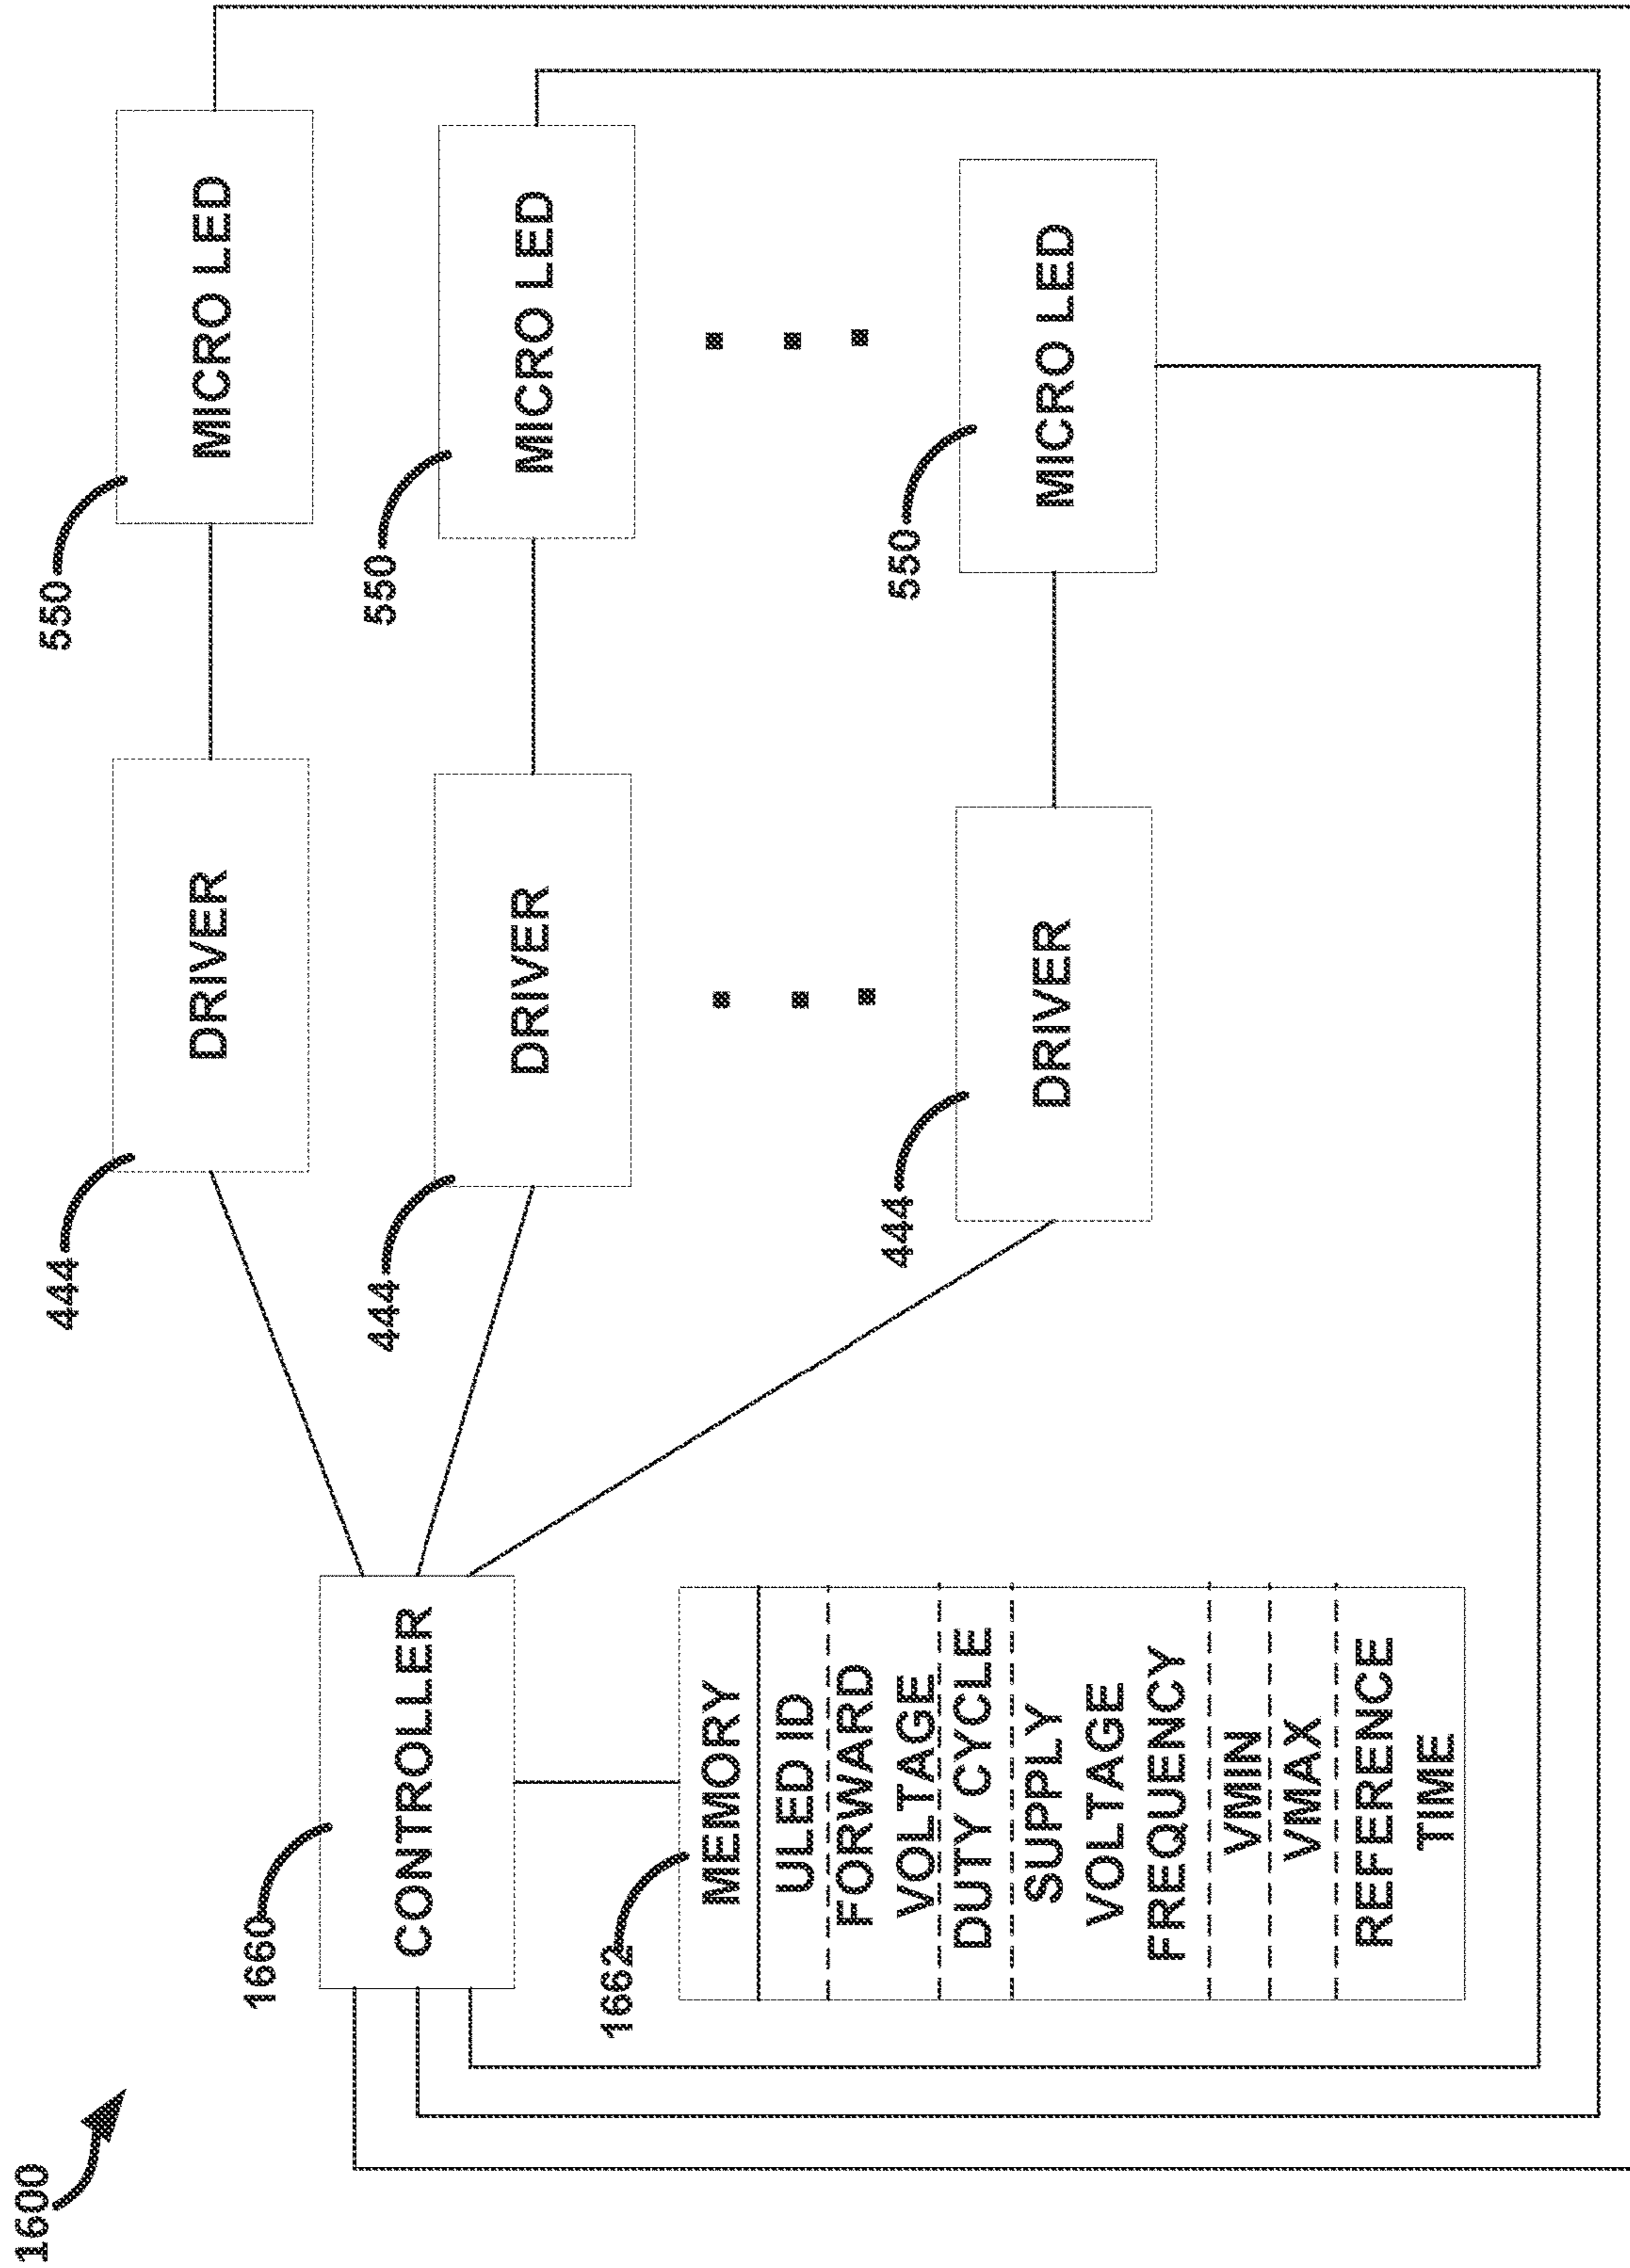 1600
1660
CONTROLLER
1662
MEMORY
ULED ID
FORWARD
VOLTAGE
DUTY CYCLE
SUPPLY
VOLTAGE
FREQUENCY
VMIN
VMAX
REFERENCE
TIME
444
DRIVER
444
DRIVER
444
DRIVER
550
MICRO LED
550
MICRO LED
550
MICRO LED